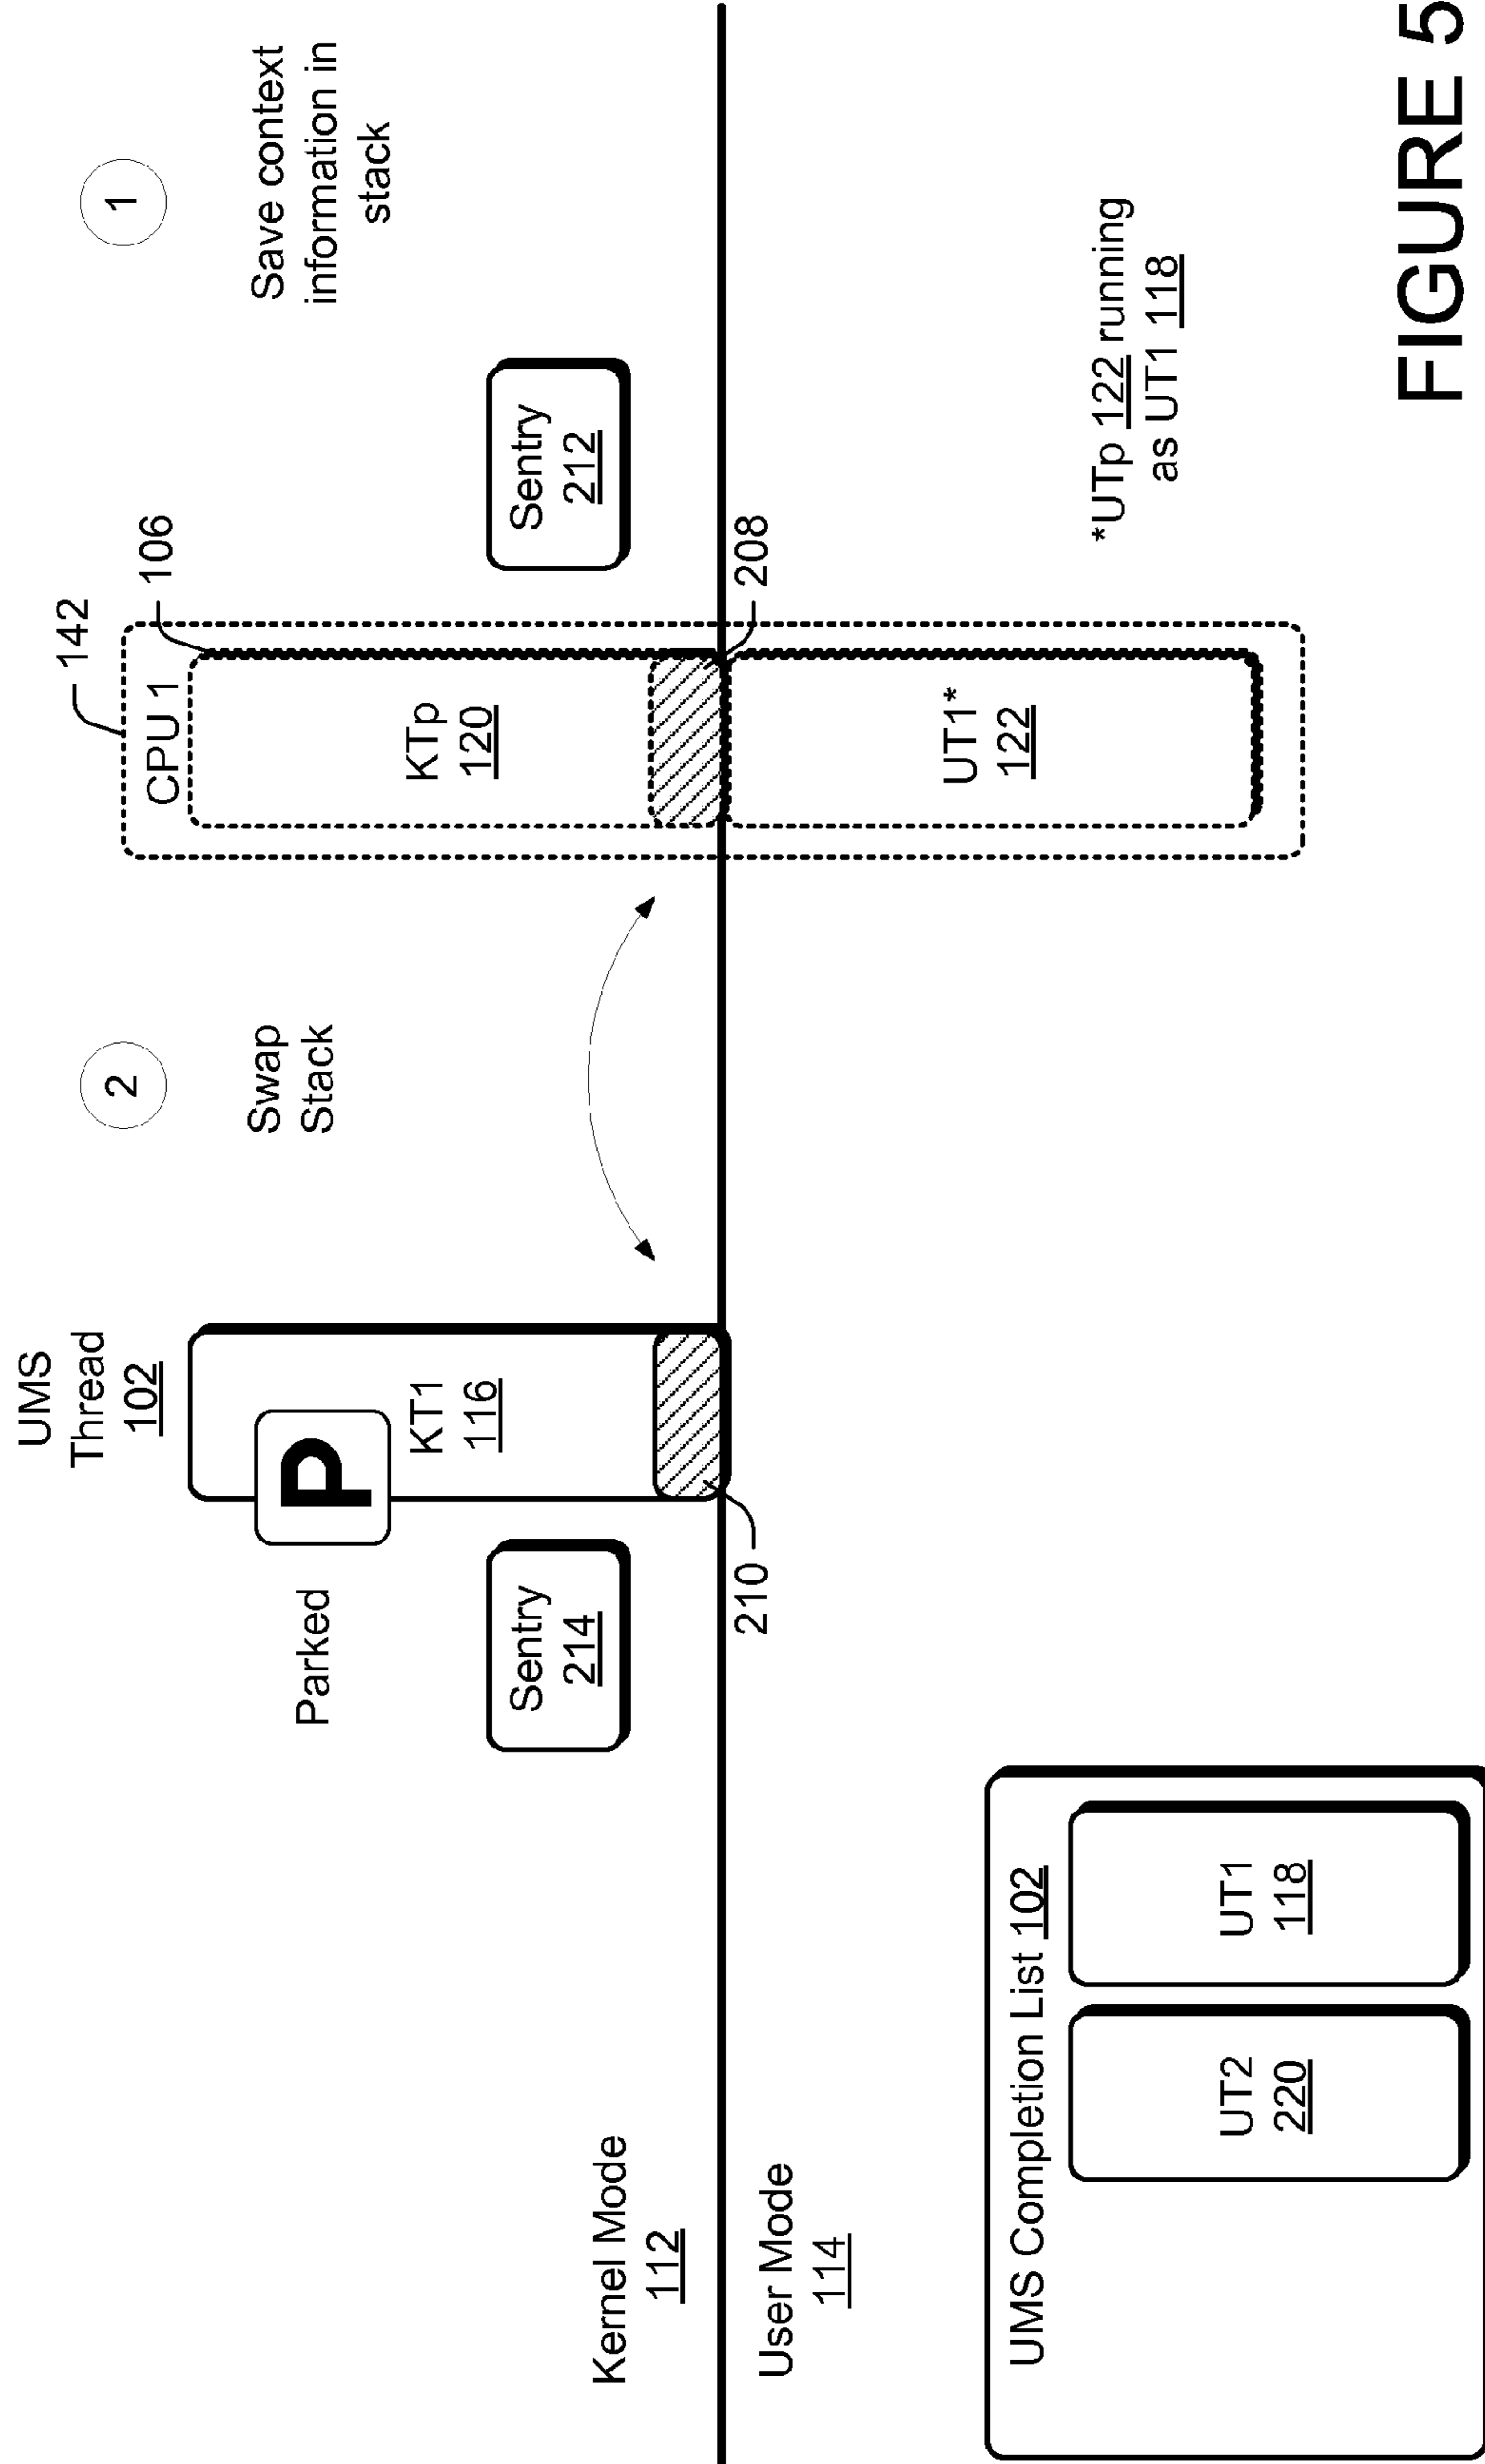 UMS
Thread
102
2
Swap
Stack
142
CPU 1
106
1
Save context
information in
stack
Parked
P
KT1
116
KTp
120
Sentry
214
Sentry
212
Kernel Mode
112
210
208
User Mode
114
UT1*
122
*UTp 122 running
as UT1 118
UMS Completion List 102
UT2
220
UT1
118
FIGURE 5